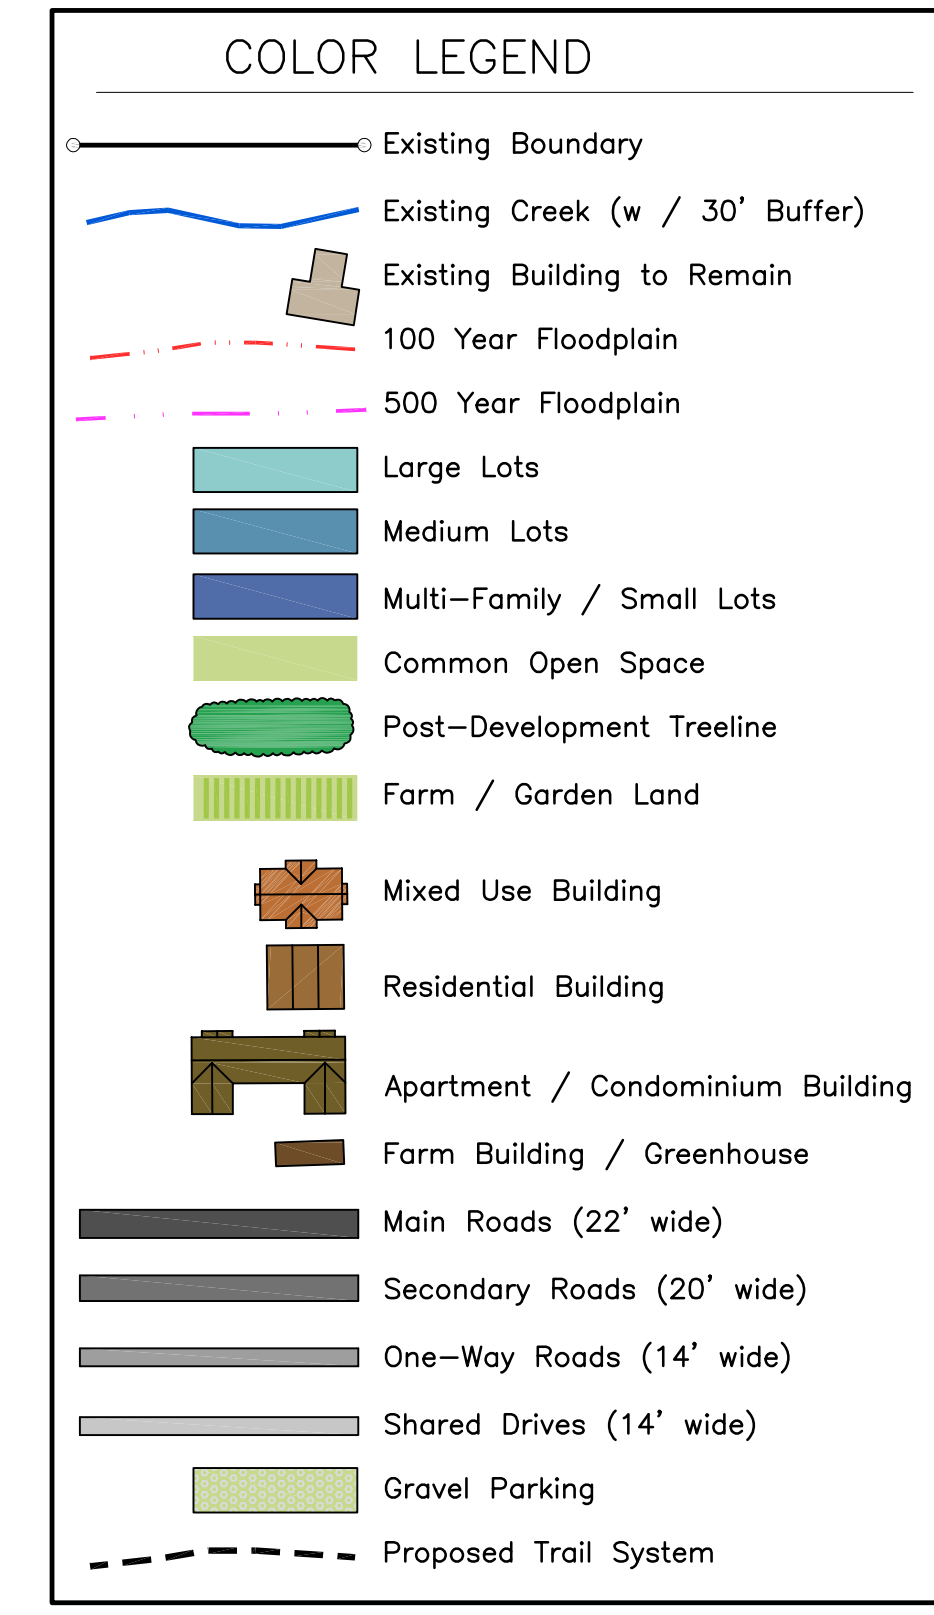 COLOR LEGEND
Existing Boundary
Existing Creek (w / 30' Buffer)
Existing Building to Remain
100 Year Floodplain
500 Year Floodplain
Large Lots
Medium Lots
Multi-Family / Small Lots
Common Open Space
Post-Development Treeline
Farm / Garden Land
Mixed Use Building
Residential Building
Apartment / Condominium Building
Farm Building / Greenhouse
Main Roads (22' wide)
Secondary Roads (20' wide)
One-Way Roads (14' wide)
Shared Drives (14' wide)
Gravel Parking
Proposed Trail System